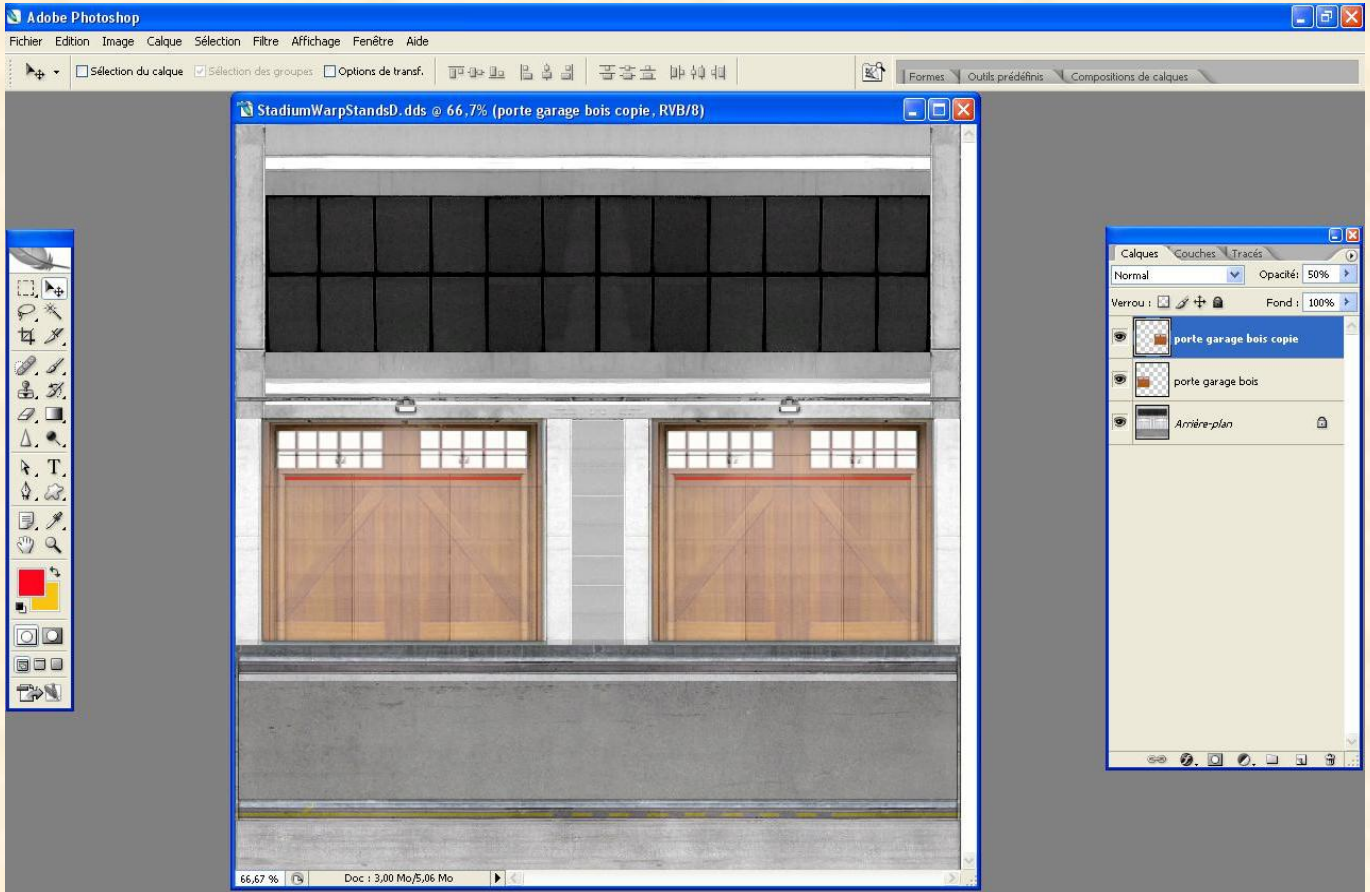 Adobe Photoshop
Fichier Edition Image Calque Sélection Filtre Affichage Fenêtre Aide
Sélection du calque Sélection des groupes Options de transf. Formes Outils prédéfinis Compositions de calques
StadiumWarpStandsD.dds @ 66,7% (porte garage bois copie, RVB/8)
Calques Couches Tracés
Normal Opacité: 50%
Verrou : Fond : 100%
porte garage bois copie
porte garage bois
Arrière-plan
66,67 % Doc : 3,00 Mo/5,06 Mo